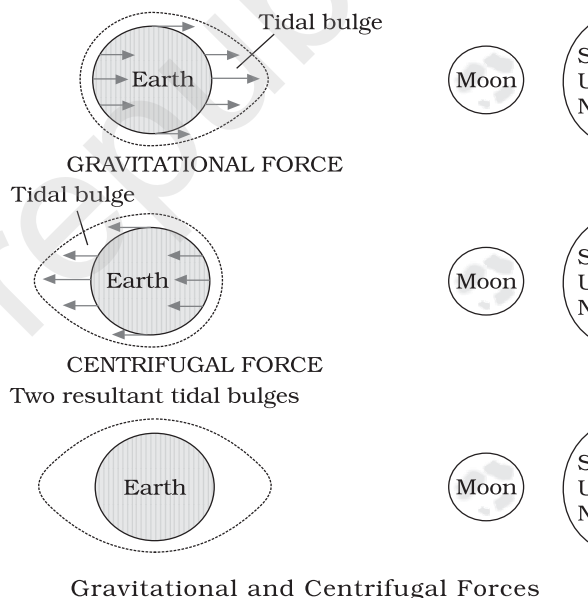 Tidal bulge
Earth
Moon
S
U
N
GRAVITATIONAL FORCE
Tidal bulge
Earth
Moon
S
U
N
CENTRIFUGAL FORCE
Two resultant tidal bulges
Earth
Moon
S
U
N
Gravitational and Centrifugal Forces